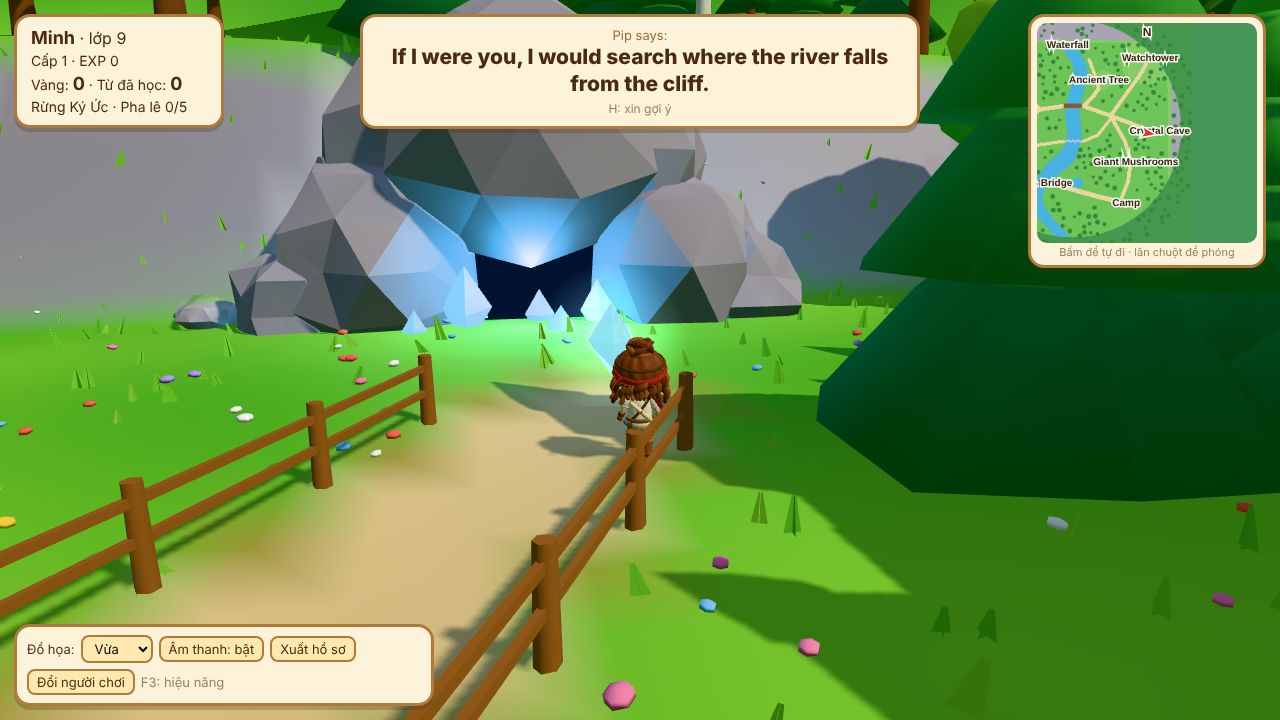 Minh · lớp 9
Cấp 1 · EXP 0
Vàng: 0 · Từ đã học: 0
Rừng Ký Ức · Pha lê 0/5
Pip says:
If I were you, I would search where the river falls
from the cliff.
H: xin gợi ý
N
Waterfall
Watchtower
Ancient Tree
Crystal Cave
Giant Mushrooms
Bridge
Camp
Bấm để tự đi · lăn chuột để phóng
Đồ họa: Vừa Âm thanh: bật Xuất hồ sơ
Đổi người chơi F3: hiệu năng